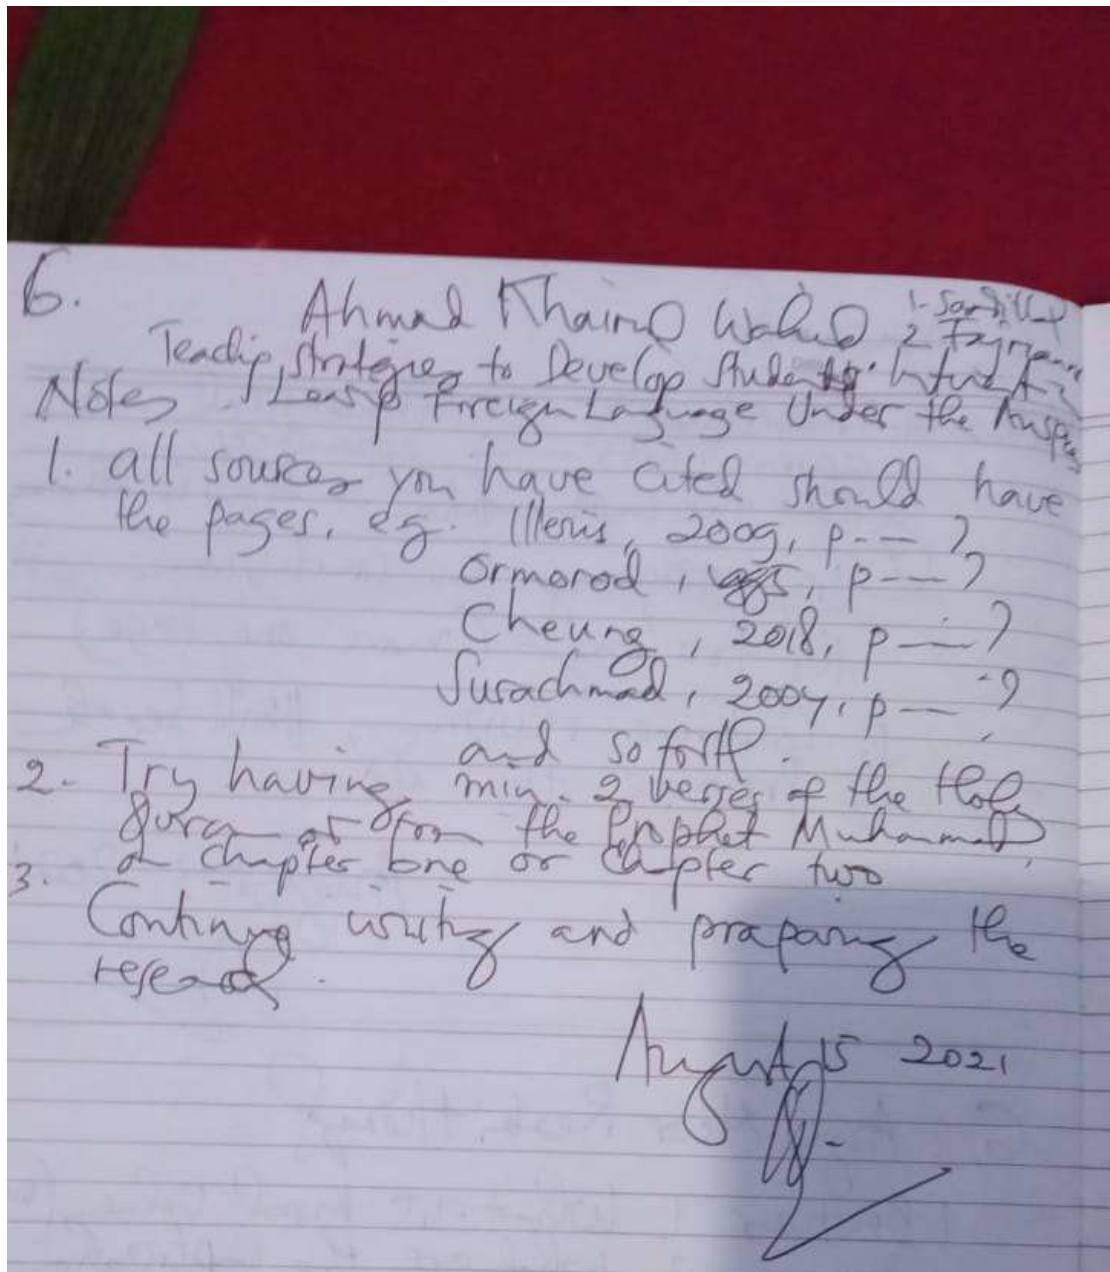 6. Ahmad Khairul Wahid 1-
2
Teaching Strategies to Develop Students'
Notes Foreign Language Under the
1. all sources you have cited should have
the pages, eg. Illeris, 2009, p--- ?
Ormorod, p---?
Cheung, 2018, p---?
Surachmad, 2004, p--- ?
and so forth.
2- Try having min. 2 verses of the Holy
Quran or from the Prophet Muhammad
chapter one or chapter two
3.
Continue writing and preparing the
research.
August 15 2021